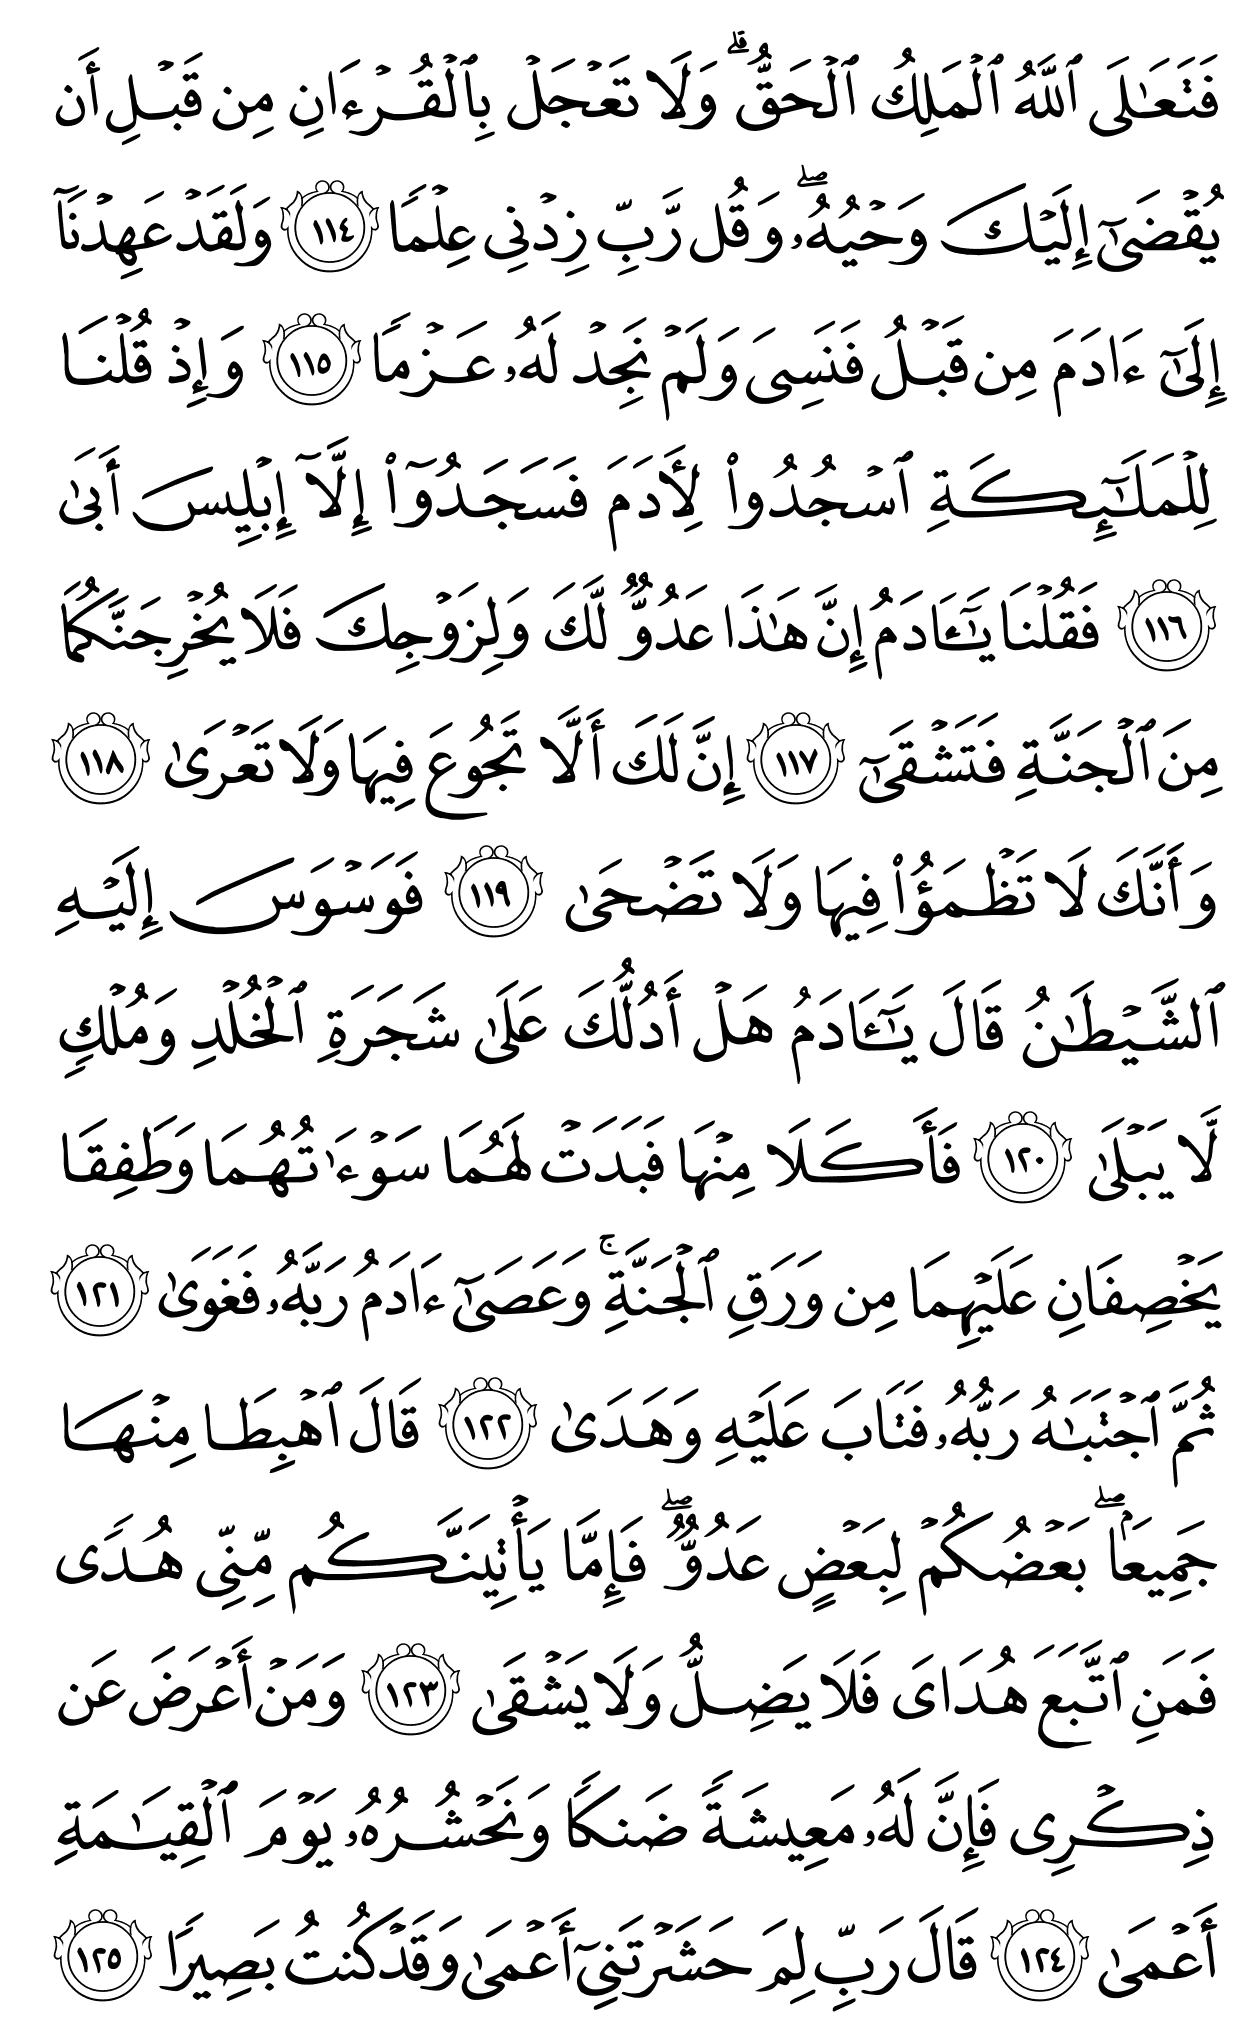 فَتَعَـٰلَى ٱللَّهُ ٱلْمَلِكُ ٱلْحَقُّ ۗ وَلَا تَعْجَلْ بِٱلْقُرْءَانِ مِن قَبْلِ أَن
يُقْضَىٰٓ إِلَيْكَ وَحْيُهُۥ ۖ وَقُل رَّبِّ زِدْنِى عِلْمًا ١١٤ وَلَقَدْ عَهِدْنَآ
إِلَىٰٓ ءَادَمَ مِن قَبْلُ فَنَسِىَ وَلَمْ نَجِدْ لَهُۥ عَزْمًا ١١٥ وَإِذْ قُلْنَا
لِلْمَلَـٰٓئِكَةِ ٱسْجُدُوا۟ لِـَٔادَمَ فَسَجَدُوٓا۟ إِلَّآ إِبْلِيسَ أَبَىٰ
١١٦ فَقُلْنَا يَـٰٓـَٔادَمُ إِنَّ هَـٰذَا عَدُوٌّ لَّكَ وَلِزَوْجِكَ فَلَا يُخْرِجَنَّكُمَا
مِنَ ٱلْجَنَّةِ فَتَشْقَىٰٓ ١١٧ إِنَّ لَكَ أَلَّا تَجُوعَ فِيهَا وَلَا تَعْرَىٰ ١١٨
وَأَنَّكَ لَا تَظْمَؤُا۟ فِيهَا وَلَا تَضْحَىٰ ١١٩ فَوَسْوَسَ إِلَيْهِ
ٱلشَّيْطَـٰنُ قَالَ يَـٰٓـَٔادَمُ هَلْ أَدُلُّكَ عَلَىٰ شَجَرَةِ ٱلْخُلْدِ وَمُلْكٍ
لَّا يَبْلَىٰ ١٢٠ فَأَكَلَا مِنْهَا فَبَدَتْ لَهُمَا سَوْءَٰتُهُمَا وَطَفِقَا
يَخْصِفَانِ عَلَيْهِمَا مِن وَرَقِ ٱلْجَنَّةِ ۚ وَعَصَىٰٓ ءَادَمُ رَبَّهُۥ فَغَوَىٰ ١٢١
ثُمَّ ٱجْتَبَـٰهُ رَبُّهُۥ فَتَابَ عَلَيْهِ وَهَدَىٰ ١٢٢ قَالَ ٱهْبِطَا مِنْهَا
جَمِيعًۢا ۖ بَعْضُكُمْ لِبَعْضٍ عَدُوٌّ ۖ فَإِمَّا يَأْتِيَنَّكُم مِّنِّى هُدًى
فَمَنِ ٱتَّبَعَ هُدَاىَ فَلَا يَضِلُّ وَلَا يَشْقَىٰ ١٢٣ وَمَنْ أَعْرَضَ عَن
ذِكْرِى فَإِنَّ لَهُۥ مَعِيشَةً ضَنكًا وَنَحْشُرُهُۥ يَوْمَ ٱلْقِيَـٰمَةِ
أَعْمَىٰ ١٢٤ قَالَ رَبِّ لِمَ حَشَرْتَنِىٓ أَعْمَىٰ وَقَدْ كُنتُ بَصِيرًا ١٢٥